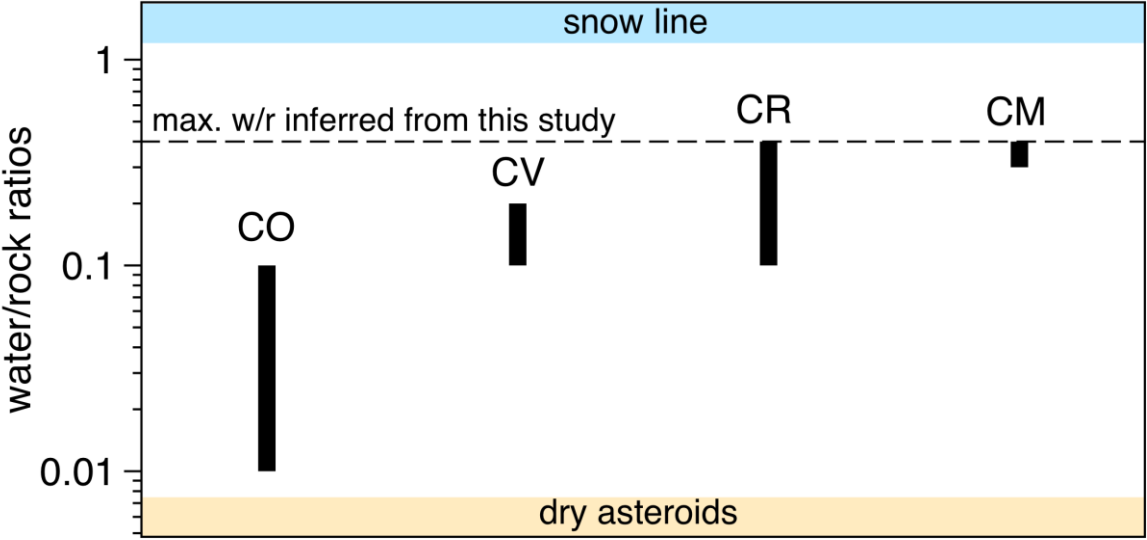 snow line
1
max. w/r inferred from this study
CR
CM
CV
CO
0.1
0.01
dry asteroids
water/rock ratios